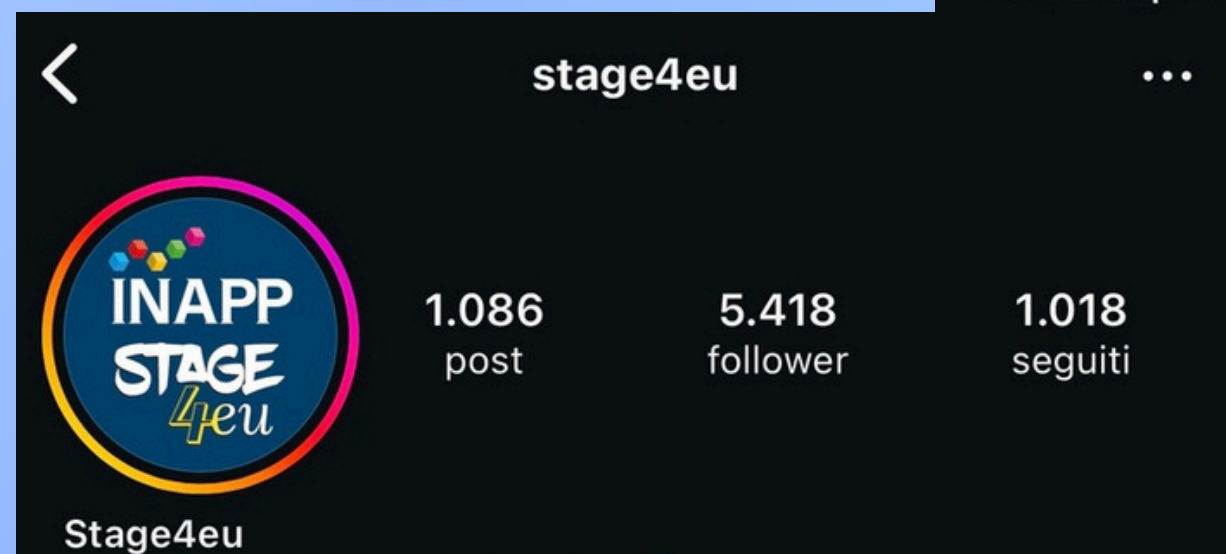 stage4eu
INAPP
STAGE
4eu
1.086
post
5.418
follower
1.018
seguiti
Stage4eu